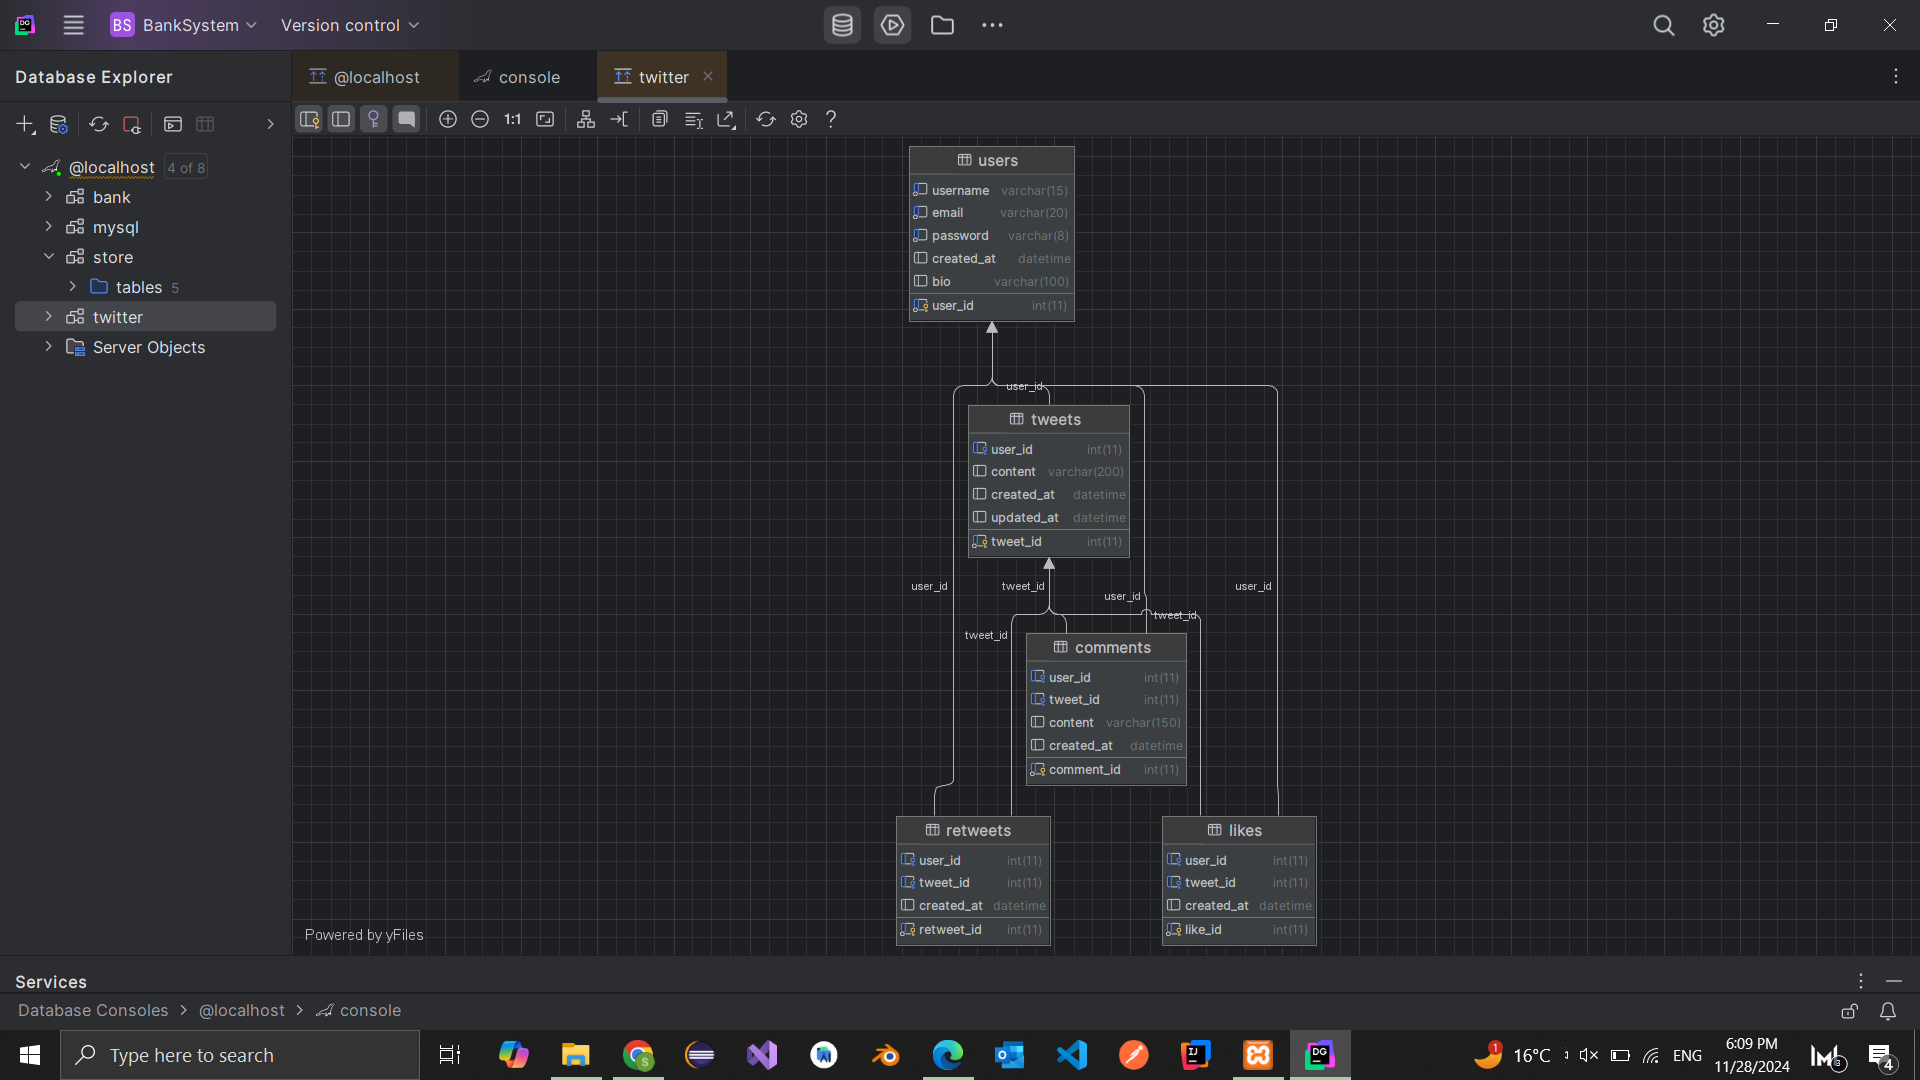 BS BankSystem Version control
Database Explorer
@localhost console twitter
1:1
@localhost 4 of 8
bank
mysql
store
tables 5
twitter
Server Objects
users
username varchar(15)
email varchar(20)
password varchar(8)
created_at datetime
bio varchar(100)
user_id int(11)
user_id
tweets
user_id int(11)
content varchar(200)
created_at datetime
updated_at datetime
tweet_id int(11)
user_id tweet_id user_id user_id
tweet_id tweet_id
comments
user_id int(11)
tweet_id int(11)
content varchar(150)
created_at datetime
comment_id int(11)
retweets
user_id int(11)
tweet_id int(11)
created_at datetime
retweet_id int(11)
likes
user_id int(11)
tweet_id int(11)
created_at datetime
like_id int(11)
Powered by yFiles
Services
Database Consoles > @localhost > console
Type here to search
1 16°C ENG
6:09 PM
11/28/2024
4